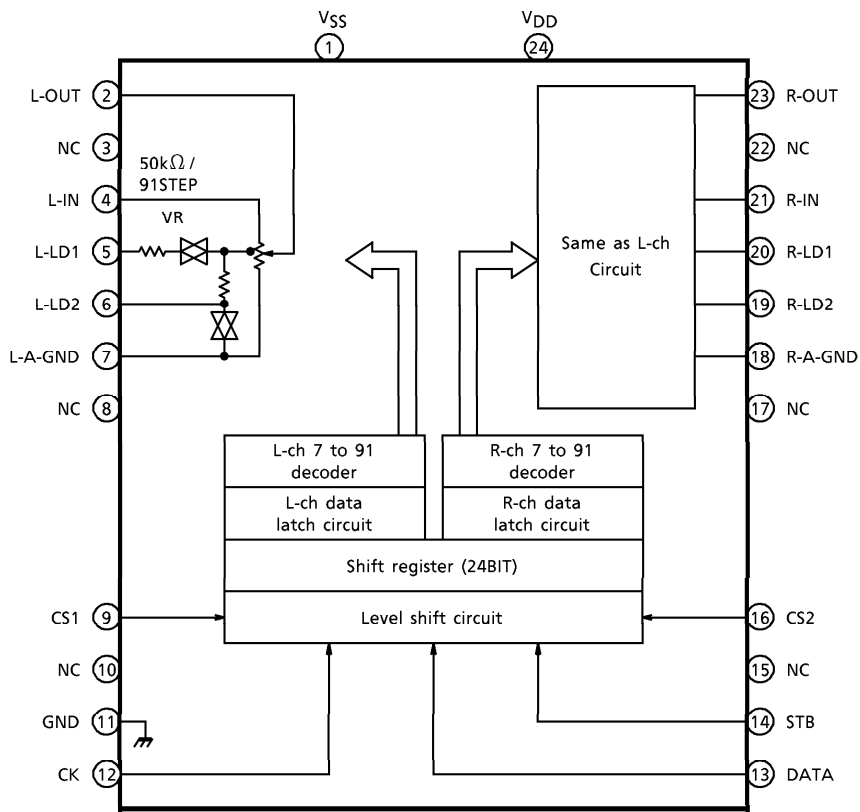 VSS
VDD
1
24
L-OUT 2
23 R-OUT
NC 3
22 NC
50kΩ /
91STEP
L-IN 4
21 R-IN
VR
L-LD1 5
20 R-LD1
Same as L-ch
Circuit
L-LD2 6
19 R-LD2
L-A-GND 7
18 R-A-GND
NC 8
17 NC
L-ch 7 to 91
decoder
R-ch 7 to 91
decoder
L-ch data
latch circuit
R-ch data
latch circuit
Shift register (24BIT)
CS1 9
Level shift circuit
16 CS2
NC 10
15 NC
GND 11
14 STB
CK 12
13 DATA